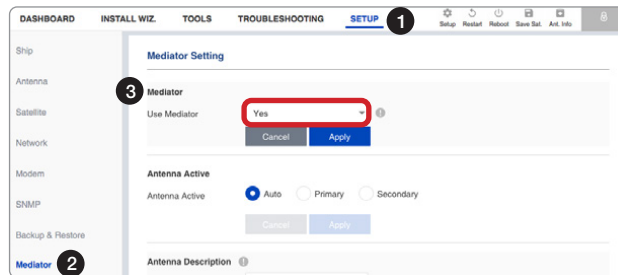 DASHBOARD INSTALL WIZ. TOOLS TROUBLESHOOTING SETUP 1 Setup Restart Reboot Save Set. Ant. Info
Ship
Antenna
Satellite
Network
Modem
SNMP
Backup & Restore
Mediator 2
Mediator Setting
3 Mediator
Use Mediator Yes
Cancel Apply
Antenna Active
Antenna Active Auto Primary Secondary
Cancel Apply
Antenna Description